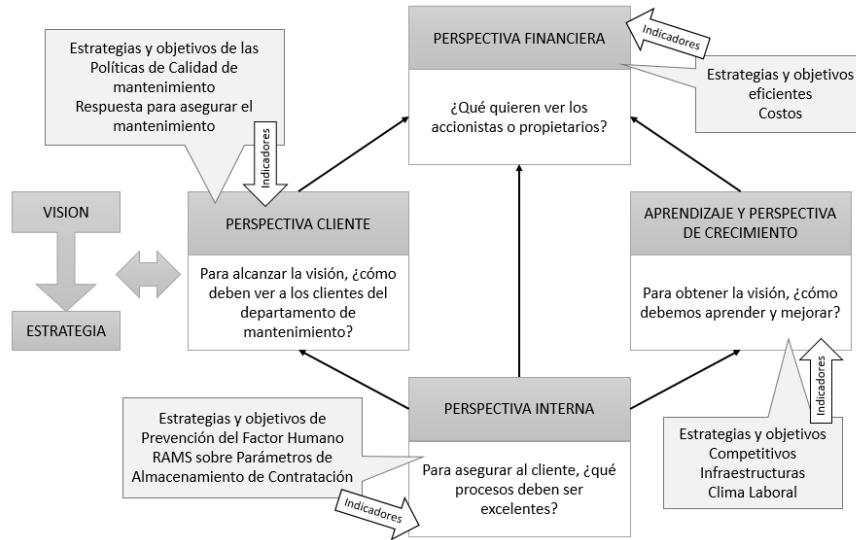 Estrategias y objetivos de las
Políticas de Calidad de
mantenimiento
Respuesta para asegurar el
mantenimiento
Indicadores
PERSPECTIVA FINANCIERA
¿Qué quieren ver los
accionistas o propietarios?
Indicadores
Estrategias y objetivos
eficientes
Costos
VISION
ESTRATEGIA
PERSPECTIVA CLIENTE
Para alcanzar la visión, ¿cómo
deben ver a los clientes del
departamento de
mantenimiento?
APRENDIZAJE Y PERSPECTIVA
DE CRECIMIENTO
Para obtener la visión, ¿cómo
debemos aprender y mejorar?
Indicadores
Estrategias y objetivos
Competitivos
Infraestructuras
Clima Laboral
PERSPECTIVA INTERNA
Para asegurar al cliente, ¿qué
procesos deben ser
excelentes?
Estrategias y objetivos de
Prevención del Factor Humano
RAMS sobre Parámetros de
Almacenamiento de Contratación
Indicadores